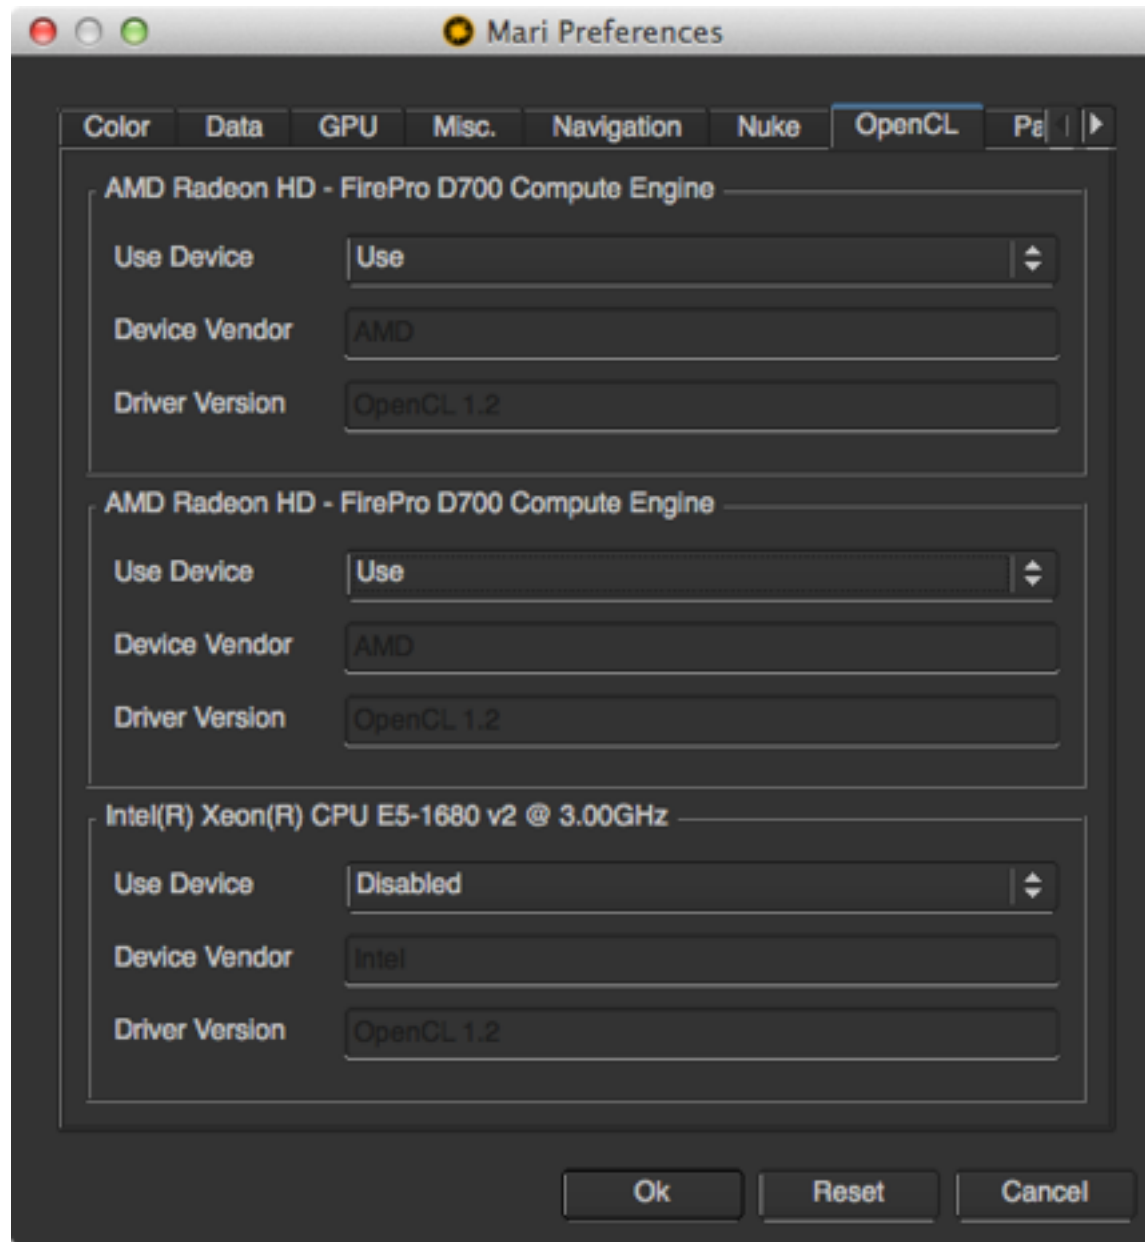 Mari Preferences
Color Data GPU Misc. Navigation Nuke OpenCL Pa
AMD Radeon HD - FirePro D700 Compute Engine
Use Device Use
Device Vendor AMD
Driver Version OpenCL 1.2
AMD Radeon HD - FirePro D700 Compute Engine
Use Device Use
Device Vendor AMD
Driver Version OpenCL 1.2
Intel(R) Xeon(R) CPU E5-1680 v2 @ 3.00GHz
Use Device Disabled
Device Vendor Intel
Driver Version OpenCL 1.2
Ok Reset Cancel